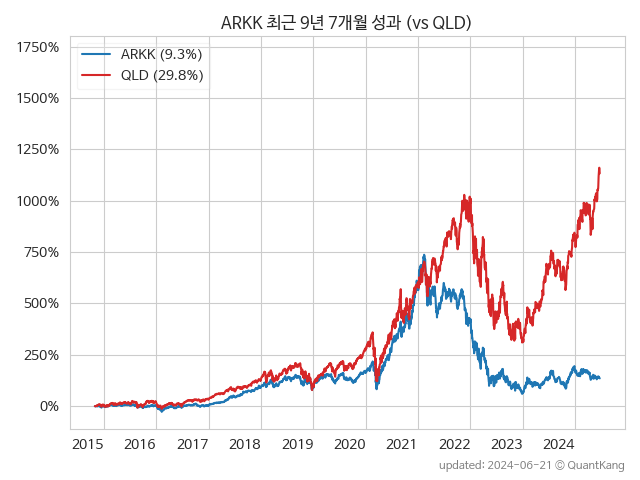 ARKK 최근 9년 7개월 성과 (vs QLD)
1750%
ARKK (9.3%)
QLD (29.8%)
1500%
1250%
1000%
750%
500%
250%
0%
2015 2016 2017 2018 2019 2020 2021 2022 2023 2024
updated: 2024-06-21 © QuantKang